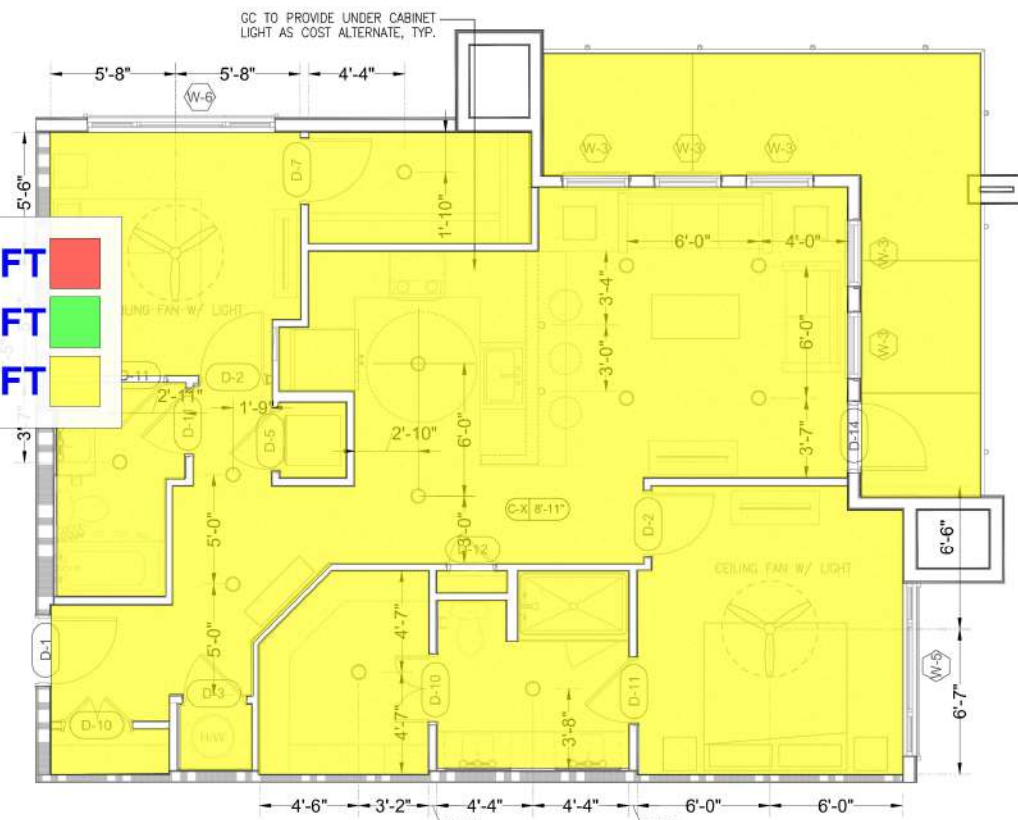 GC TO PROVIDE UNDER CABINET
LIGHT AS COST ALTERNATE, TYP.
5'-8"
5'-8"
4'-4"
W-6
5'-6"
D-7
1'-10"
W-3
W-3
W-3
6'-0"
4'-0"
FT
FT
FT
3'-4"
3'-0"
6'-0"
W-3
W-3
D-11
D-2
2'-11"
1'-9"
D-5
2'-10"
6'-0"
3'-7"
3'-7"
D-14
5'-0"
3'-0"
C-X 8'-11"
D-2
6'-6"
D-12
CEILING FAN W/ LIGHT
5'-0"
4'-7"
D-1
D-3
D-10
D-11
W-5
6'-7"
D-10
H/W
4'-7"
3'-8"
4'-6"
3'-2"
4'-4"
4'-4"
6'-0"
6'-0"